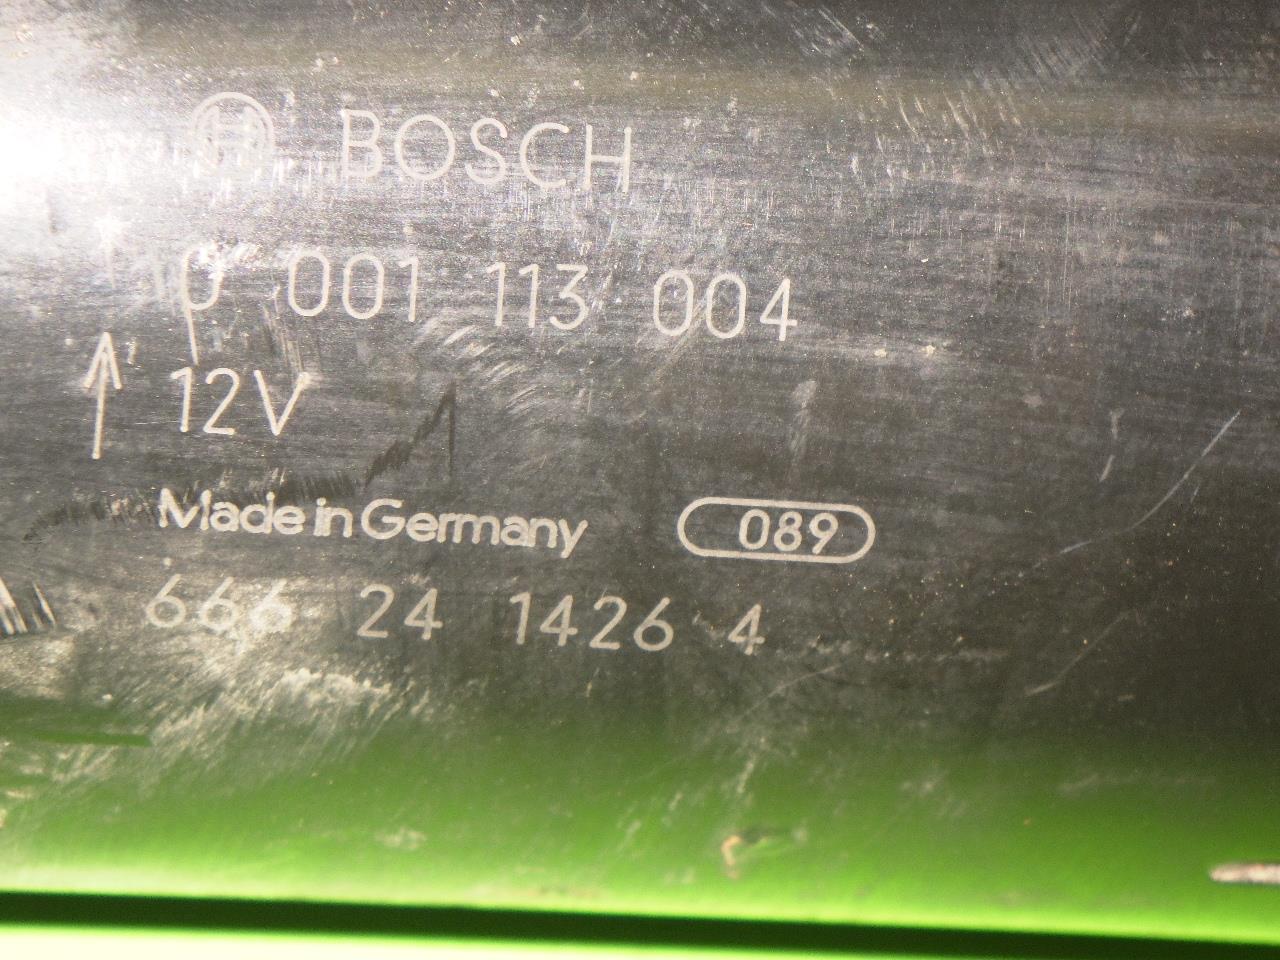 BOSCH
0 001 113 004
12V
Made in Germany 089
666 24 1426 4